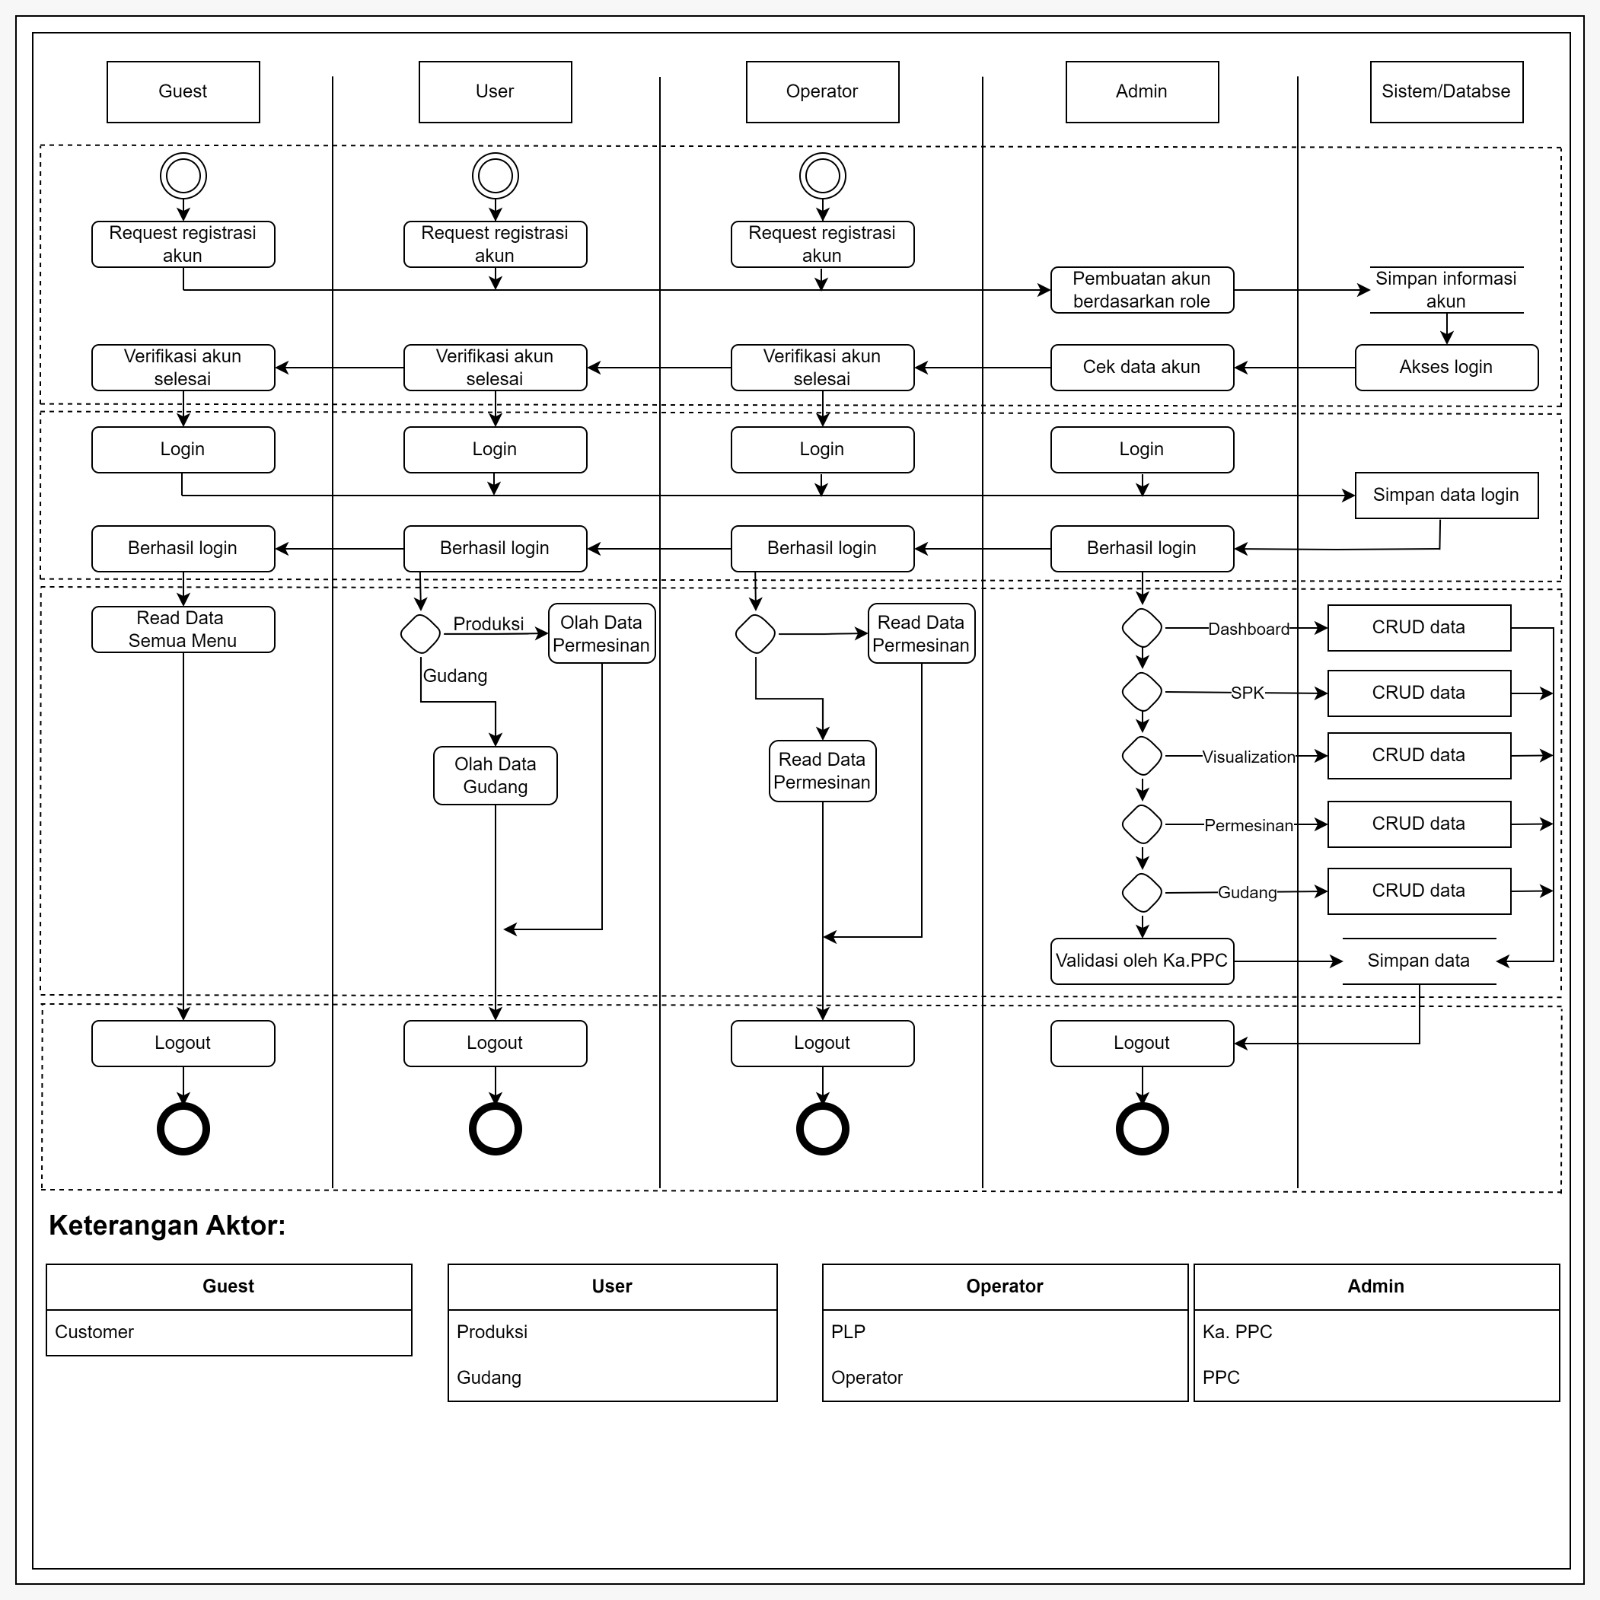 Guest
User
Operator
Admin
Sistem/Databse
Request registrasi
akun
Request registrasi
akun
Request registrasi
akun
Pembuatan akun
berdasarkan role
Simpan informasi
akun
Verifikasi akun
selesai
Verifikasi akun
selesai
Verifikasi akun
selesai
Cek data akun
Akses login
Login
Login
Login
Login
Simpan data login
Berhasil login
Berhasil login
Berhasil login
Berhasil login
Read Data
Semua Menu
Produksi
Olah Data
Permesinan
Gudang
Olah Data
Gudang
Read Data
Permesinan
Read Data
Permesinan
Dashboard
CRUD data
SPK
CRUD data
Visualization
CRUD data
Permesinan
CRUD data
Gudang
CRUD data
Validasi oleh Ka.PPC
Simpan data
Logout
Logout
Logout
Logout
Keterangan Aktor:
Guest
Customer
User
Produksi
Gudang
Operator
PLP
Operator
Admin
Ka. PPC
PPC